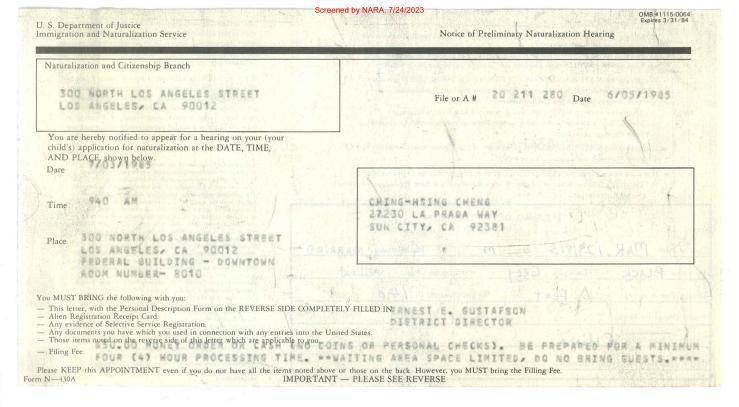 Screened by NARA, 7/24/2023
OMB #1115-0064
Expires 3/31/84
U. S. Department of Justice
Immigration and Naturalization Service
Notice of Preliminary Naturalization Hearing
Naturalization and Citizenship Branch
300 NORTH LOS ANGELES STREET
LOS ANGELES, CA 90012
File or A # 20 211 280 Date 6/05/1985
You are hereby notified to appear for a hearing on your (your
child's) application for naturalization at the DATE, TIME,
AND PLACE, shown below.
Date 9/03/1985
Time 940 AM
CHING-HSING CHENG
27230 LA PRADA WAY
SUN CITY, CA 92381
Place 300 NORTH LOS ANGELES STREET
LOS ANGELES, CA 90012
FEDERAL BUILDING - DOWNTOWN
ROOM NUMBER- 8010
You MUST BRING the following with you:
— This letter, with the Personal Description Form on the REVERSE SIDE COMPLETELY FILLED IN
ERNEST E. GUSTAFSON
DISTRICT DIRECTOR
— Alien Registration Receipt Card.
— Any evidence of Selective Service Registration.
— Any documents you have which you used in connection with any entries into the United States.
— Those items noted on the reverse side of this letter which are applicable to you.
— Filing Fee. $50.00 MONEY ORDER OR CASH (NO COINS OR PERSONAL CHECKS). BE PREPARED FOR A MINIMUM
FOUR (4) HOUR PROCESSING TIME. **WAITING AREA SPACE LIMITED, DO NO BRING GUESTS.****
Please KEEP this APPOINTMENT even if you do not have all the items noted above or those on the back. However, you MUST bring the Filing Fee.
Form N—430A
IMPORTANT — PLEASE SEE REVERSE